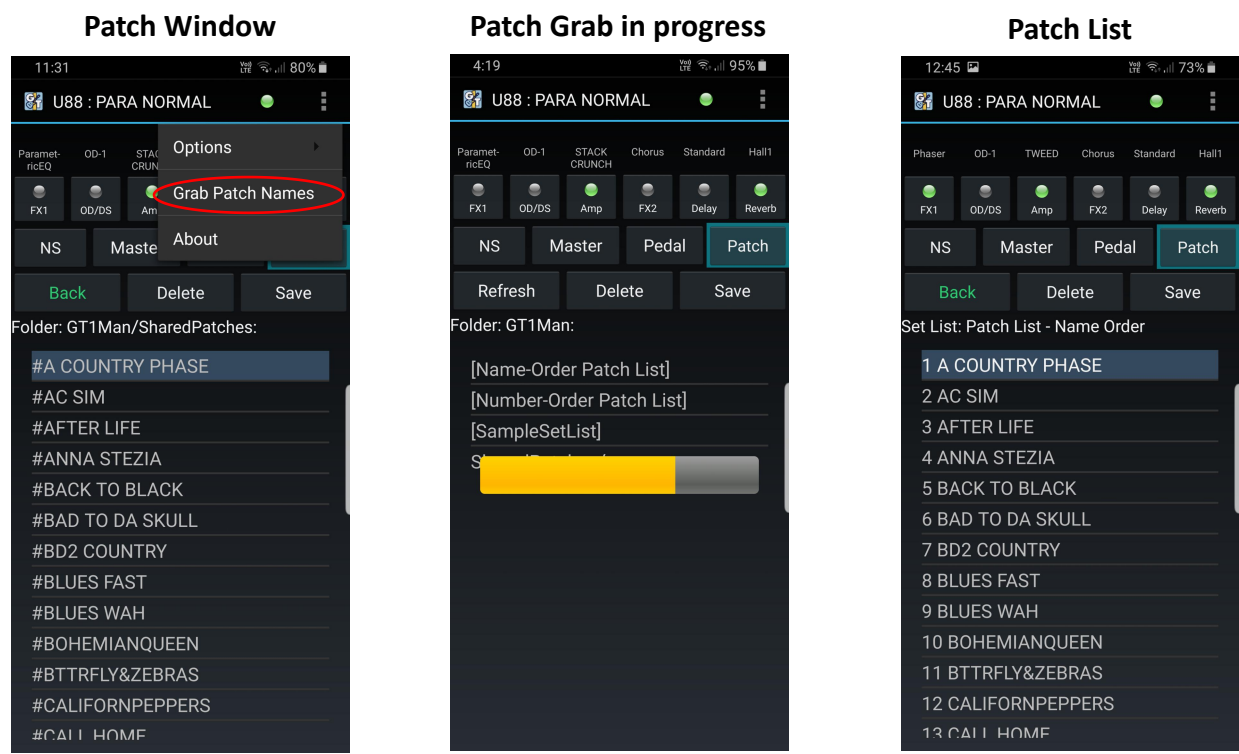 Patch Window
11:31
Vo) LTE
80%
U88 : PARA NORMAL
Options
Grab Patch Names
About
Paramet-
ricEQ
OD-1
STAC
CRUN
FX1
OD/DS
Am
NS
Maste
Back
Delete
Save
Folder: GT1Man/SharedPatches:
#A COUNTRY PHASE
#AC SIM
#AFTER LIFE
#ANNA STEZIA
#BACK TO BLACK
#BAD TO DA SKULL
#BD2 COUNTRY
#BLUES FAST
#BLUES WAH
#BOHEMIANQUEEN
#BTTRFLY&ZEBRAS
#CALIFORNPEPPERS
#CALL HOME
Patch Grab in progress
4:19
Vo) LTE
95%
U88 : PARA NORMAL
Paramet-
ricEQ
OD-1
STACK
CRUNCH
Chorus
Standard
Hall1
FX1
OD/DS
Amp
FX2
Delay
Reverb
NS
Master
Pedal
Patch
Refresh
Delete
Save
Folder: GT1Man:
[Name-Order Patch List]
[Number-Order Patch List]
[SampleSetList]
Patch List
12:45
Vo) LTE
73%
U88 : PARA NORMAL
Phaser
OD-1
TWEED
Chorus
Standard
Hall1
FX1
OD/DS
Amp
FX2
Delay
Reverb
NS
Master
Pedal
Patch
Back
Delete
Save
Set List: Patch List - Name Order
1 A COUNTRY PHASE
2 AC SIM
3 AFTER LIFE
4 ANNA STEZIA
5 BACK TO BLACK
6 BAD TO DA SKULL
7 BD2 COUNTRY
8 BLUES FAST
9 BLUES WAH
10 BOHEMIANQUEEN
11 BTTRFLY&ZEBRAS
12 CALIFORNPEPPERS
13 CALL HOME